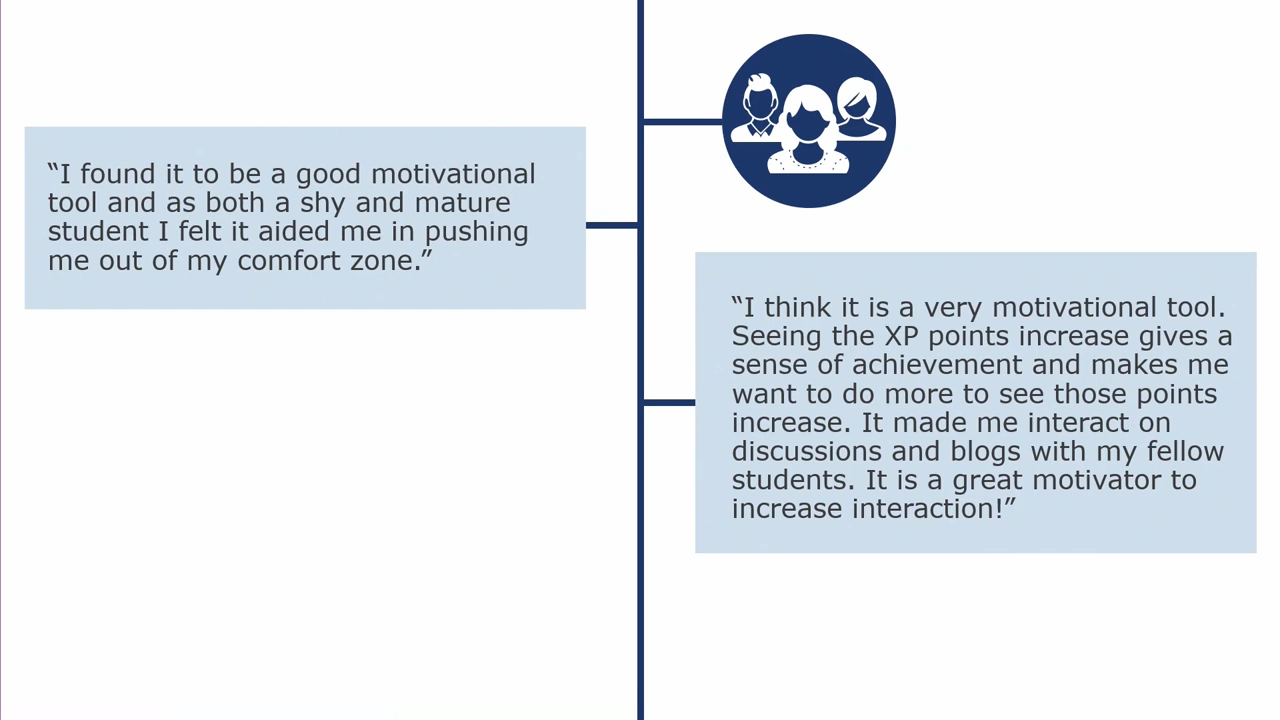 “I found it to be a good motivational
tool and as both a shy and mature
student I felt it aided me in pushing
me out of my comfort zone.”
“I think it is a very motivational tool.
Seeing the XP points increase gives a
sense of achievement and makes me
want to do more to see those points
increase. It made me interact on
discussions and blogs with my fellow
students. It is a great motivator to
increase interaction!”